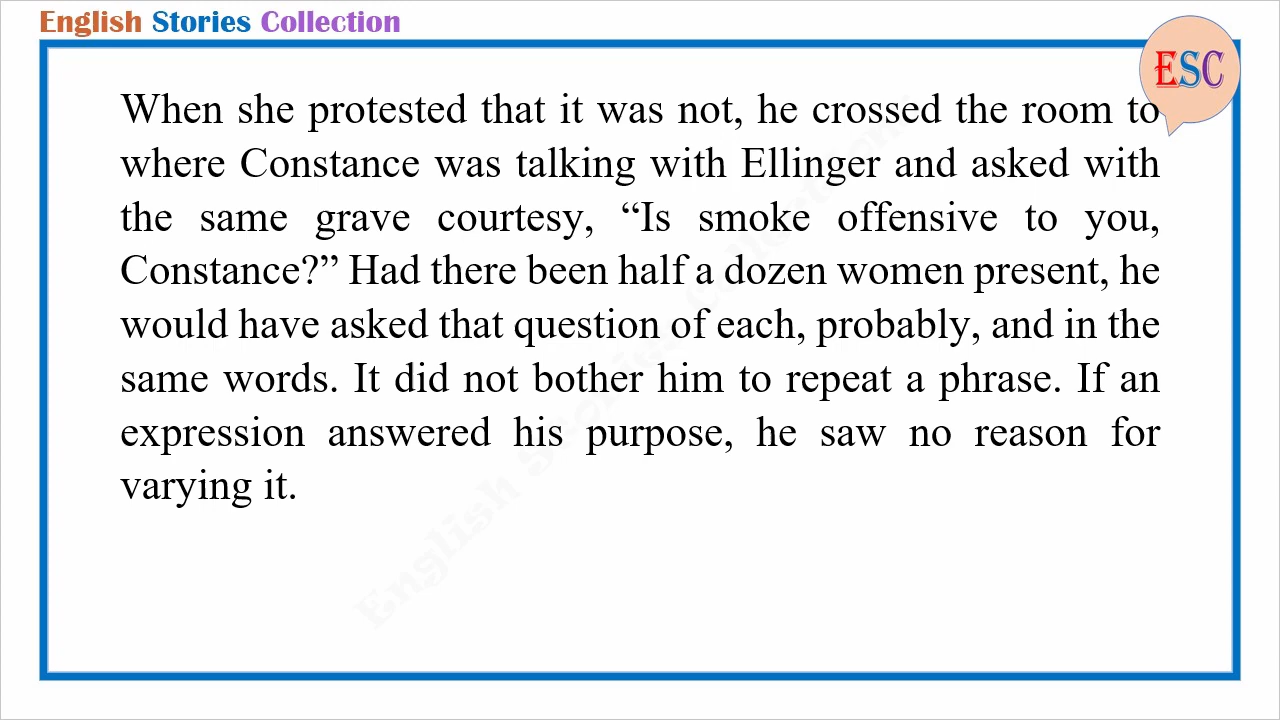 English Stories Collection
ESC
When she protested that it was not, he crossed the room to
where Constance was talking with Ellinger and asked with
the same grave courtesy, “Is smoke offensive to you,
Constance?” Had there been half a dozen women present, he
would have asked that question of each, probably, and in the
same words. It did not bother him to repeat a phrase. If an
expression answered his purpose, he saw no reason for
varying it.
English Stories Collection